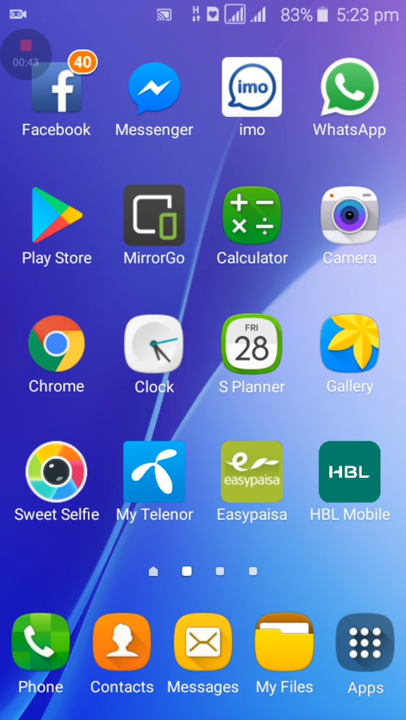 83% 5:23 pm
00:43
40
imo
Facebook Messenger imo WhatsApp
Play Store MirrorGo Calculator Camera
FRI
28
Chrome Clock S Planner Gallery
easypaisa HBL
Sweet Selfie My Telenor Easypaisa HBL Mobile
Phone Contacts Messages My Files Apps